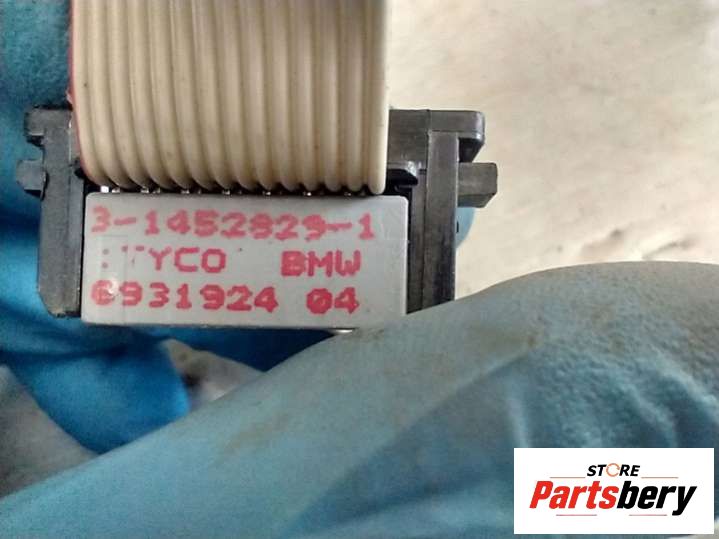 3-1452829-1
:TYCO BMW
6931924 04
STORE
Partsbery